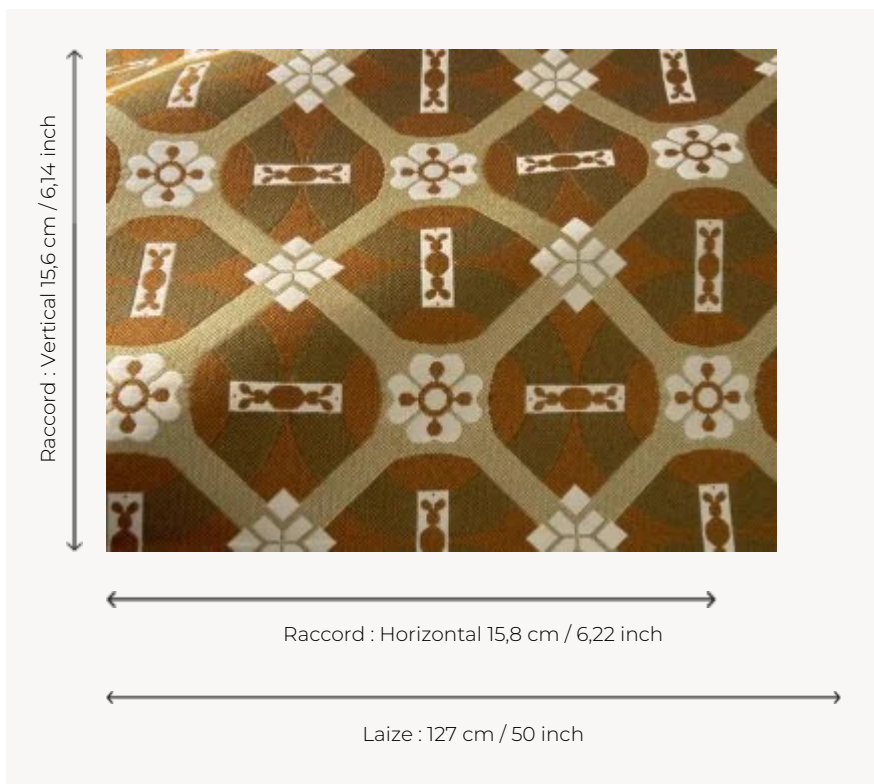 Raccord : Vertical 15,6 cm / 6,14 inch
Raccord : Horizontal 15,8 cm / 6,22 inch
Laize : 127 cm / 50 inch